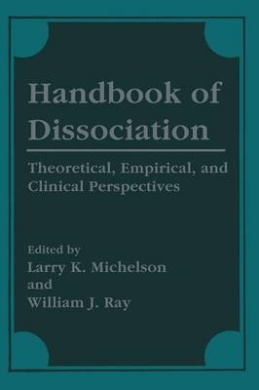 Handbook of
Dissociation
Theoretical, Empirical, and
Clinical Perspectives
Edited by
Larry K. Michelson
and
William J. Ray